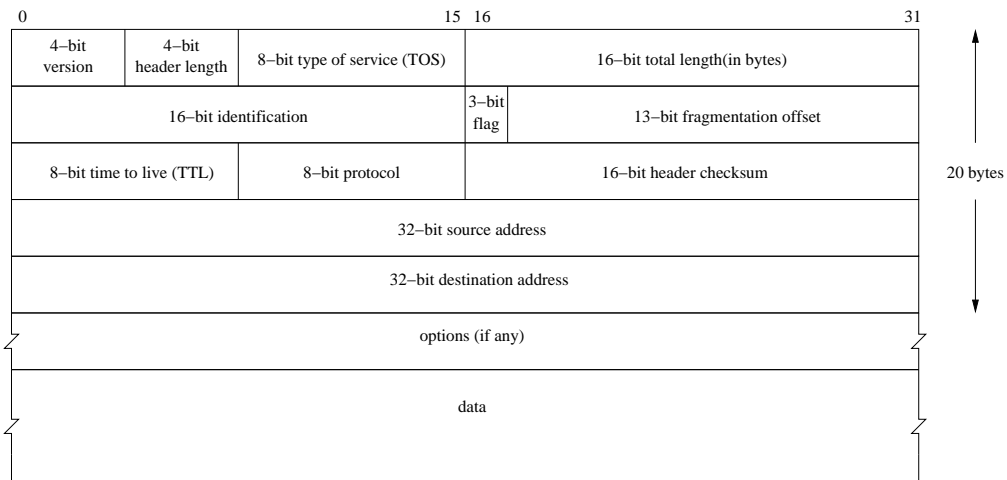 0 15 16 31
4−bit version
4−bit header length
8−bit type of service (TOS)
16−bit total length(in bytes)
16−bit identification
3−bit flag
13−bit fragmentation offset
8−bit time to live (TTL)
8−bit protocol
16−bit header checksum
20 bytes
32−bit source address
32−bit destination address
options (if any)
data